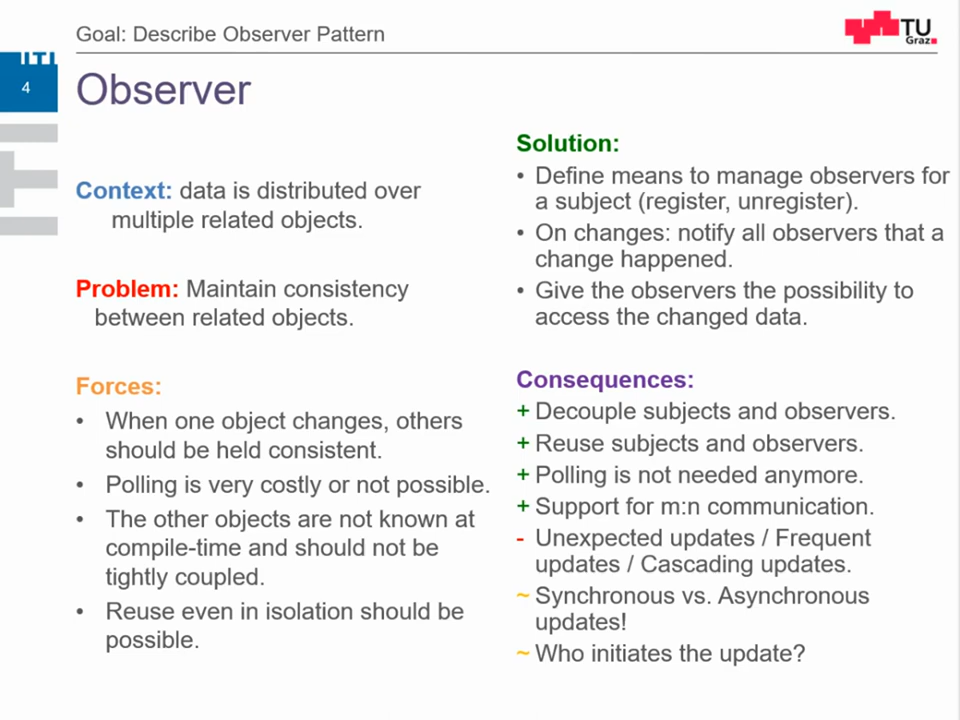 Goal: Describe Observer Pattern
TU
Graz
4
Observer
Context: data is distributed over
multiple related objects.
Problem: Maintain consistency
between related objects.
Forces:
• When one object changes, others
should be held consistent.
• Polling is very costly or not possible.
• The other objects are not known at
compile-time and should not be
tightly coupled.
• Reuse even in isolation should be
possible.
Solution:
• Define means to manage observers for
a subject (register, unregister).
• On changes: notify all observers that a
change happened.
• Give the observers the possibility to
access the changed data.
Consequences:
+ Decouple subjects and observers.
+ Reuse subjects and observers.
+ Polling is not needed anymore.
+ Support for m:n communication.
- Unexpected updates / Frequent
updates / Cascading updates.
~ Synchronous vs. Asynchronous
updates!
~ Who initiates the update?